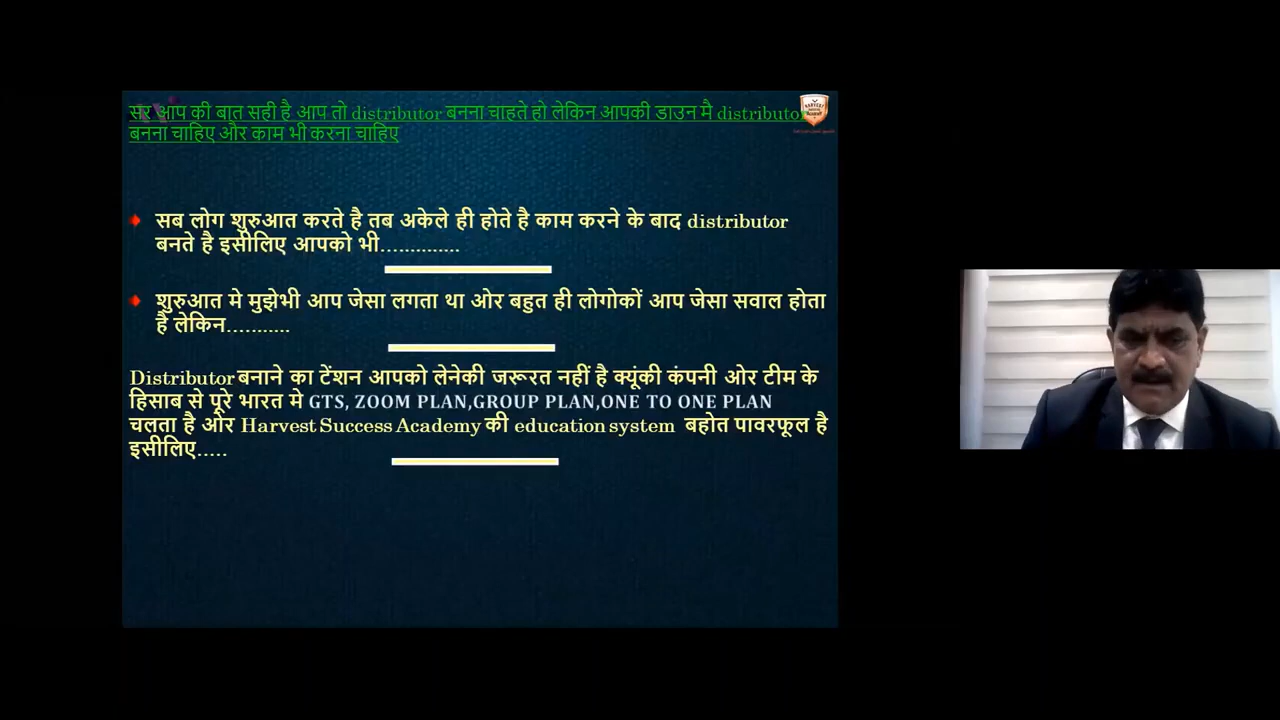 सर आप की बात सही है आप तो distributor बनना चाहते हो लेकिन आपकी डाउन मै distributor
बनना चाहिए और काम भी करना चाहिए
सब लोग शुरुआत करते है तब अकेले ही होते है काम करने के बाद distributor
बनते है इसीलिए आपको भी..............
शुरुआत मे मुझेभी आप जेसा लगता था ओर बहुत ही लोगोकों आप जेसा सवाल होता
है लेकिन...........
Distributor बनाने का टेंशन आपको लेनेकी जरूरत नहीं है क्यूंकी कंपनी ओर टीम के
हिसाब से पूरे भारत मे GTS, ZOOM PLAN,GROUP PLAN,ONE TO ONE PLAN
चलता है ओर Harvest Success Academy की education system बहोत पावरफूल है
इसीलिए.....